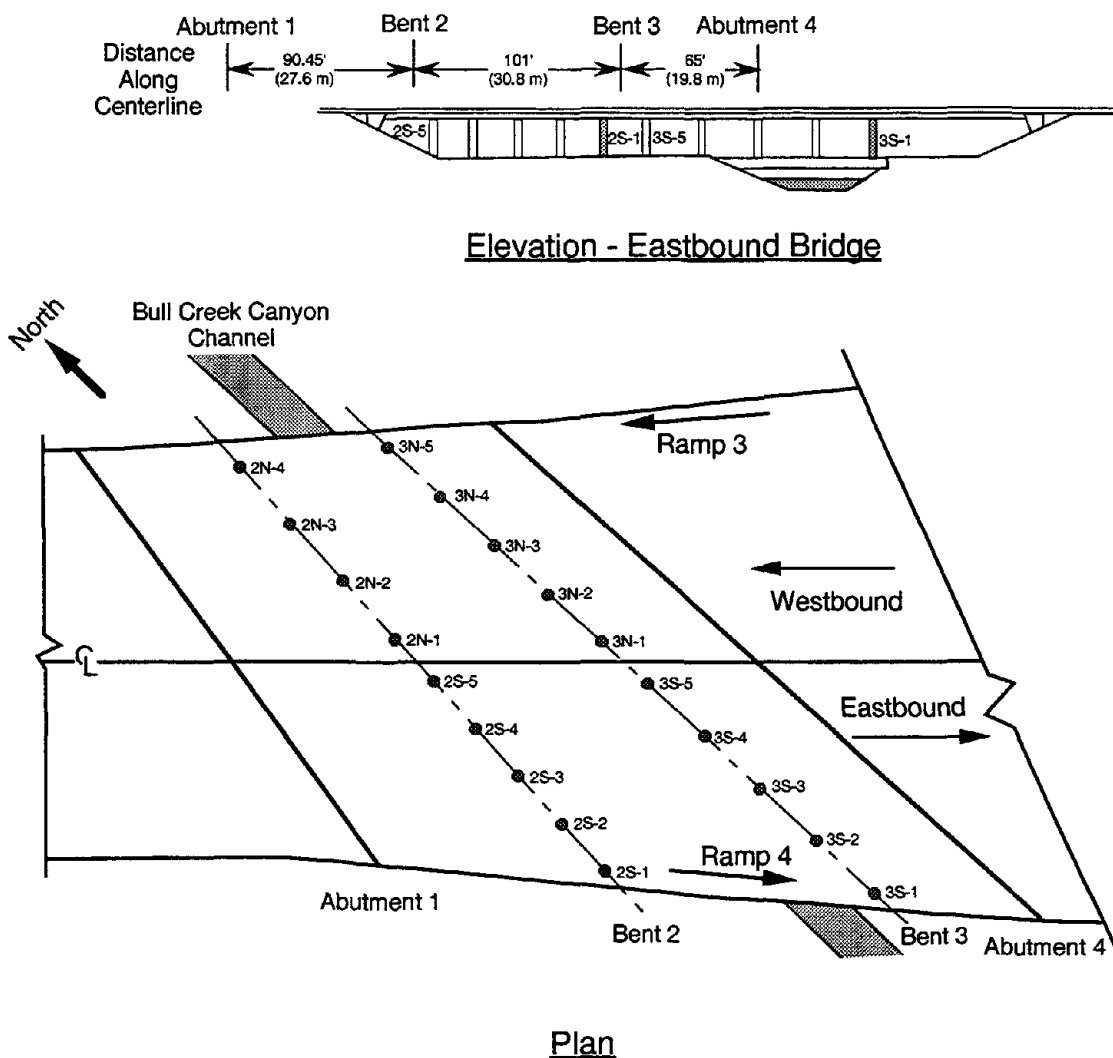 Abutment 1
Bent 2
Bent 3
Abutment 4
Distance
Along
Centerline
90.45'
(27.6 m)
101'
(30.8 m)
65'
(19.8 m)
2S-5
2S-1
3S-5
3S-1
Elevation - Eastbound Bridge
North
Bull Creek Canyon
Channel
Ramp 3
2N-4
3N-5
3N-4
2N-3
3N-3
2N-2
3N-2
Westbound
2N-1
3N-1
CL
2S-5
3S-5
Eastbound
2S-4
3S-4
2S-3
3S-3
2S-2
3S-2
Ramp 4
2S-1
3S-1
Abutment 1
Bent 2
Bent 3
Abutment 4
Plan